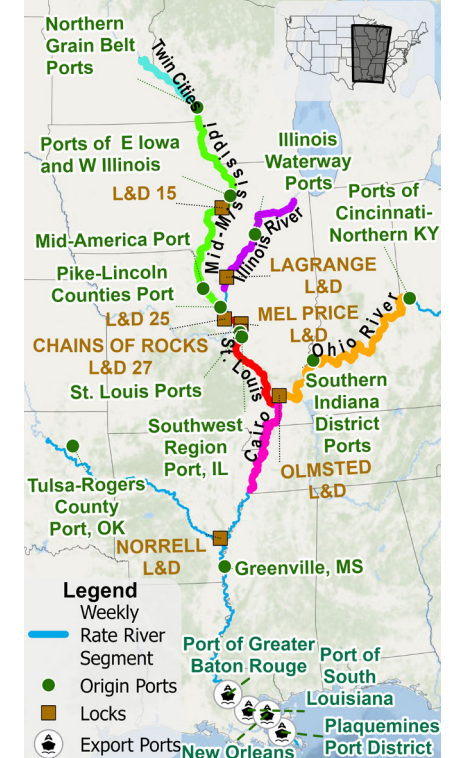 Northern
Grain Belt
Ports
Twin Cities
Ports of E Iowa
and W Illinois
Illinois
Waterway
Ports
L&D 15
Mid-Mississippi
Ports of
Cincinnati-
Northern KY
Mid-America Port
Illinois River
Pike-Lincoln
Counties Port
LAGRANGE
L&D
L&D 25
MEL PRICE
L&D
CHAINS OF ROCKS
L&D 27
Ohio River
St. Louis
St. Louis Ports
Southern
Indiana
District
Ports
Southwest
Region
Port, IL
Cairo
OLMSTED
L&D
Tulsa-Rogers
County
Port, OK
NORRELL
L&D
Greenville, MS
Legend
Weekly
Rate River
Segment
Origin Ports
Locks
Export Ports
Port of Greater
Baton Rouge
Port of
South
Louisiana
Plaquemines
Port District
New Orleans